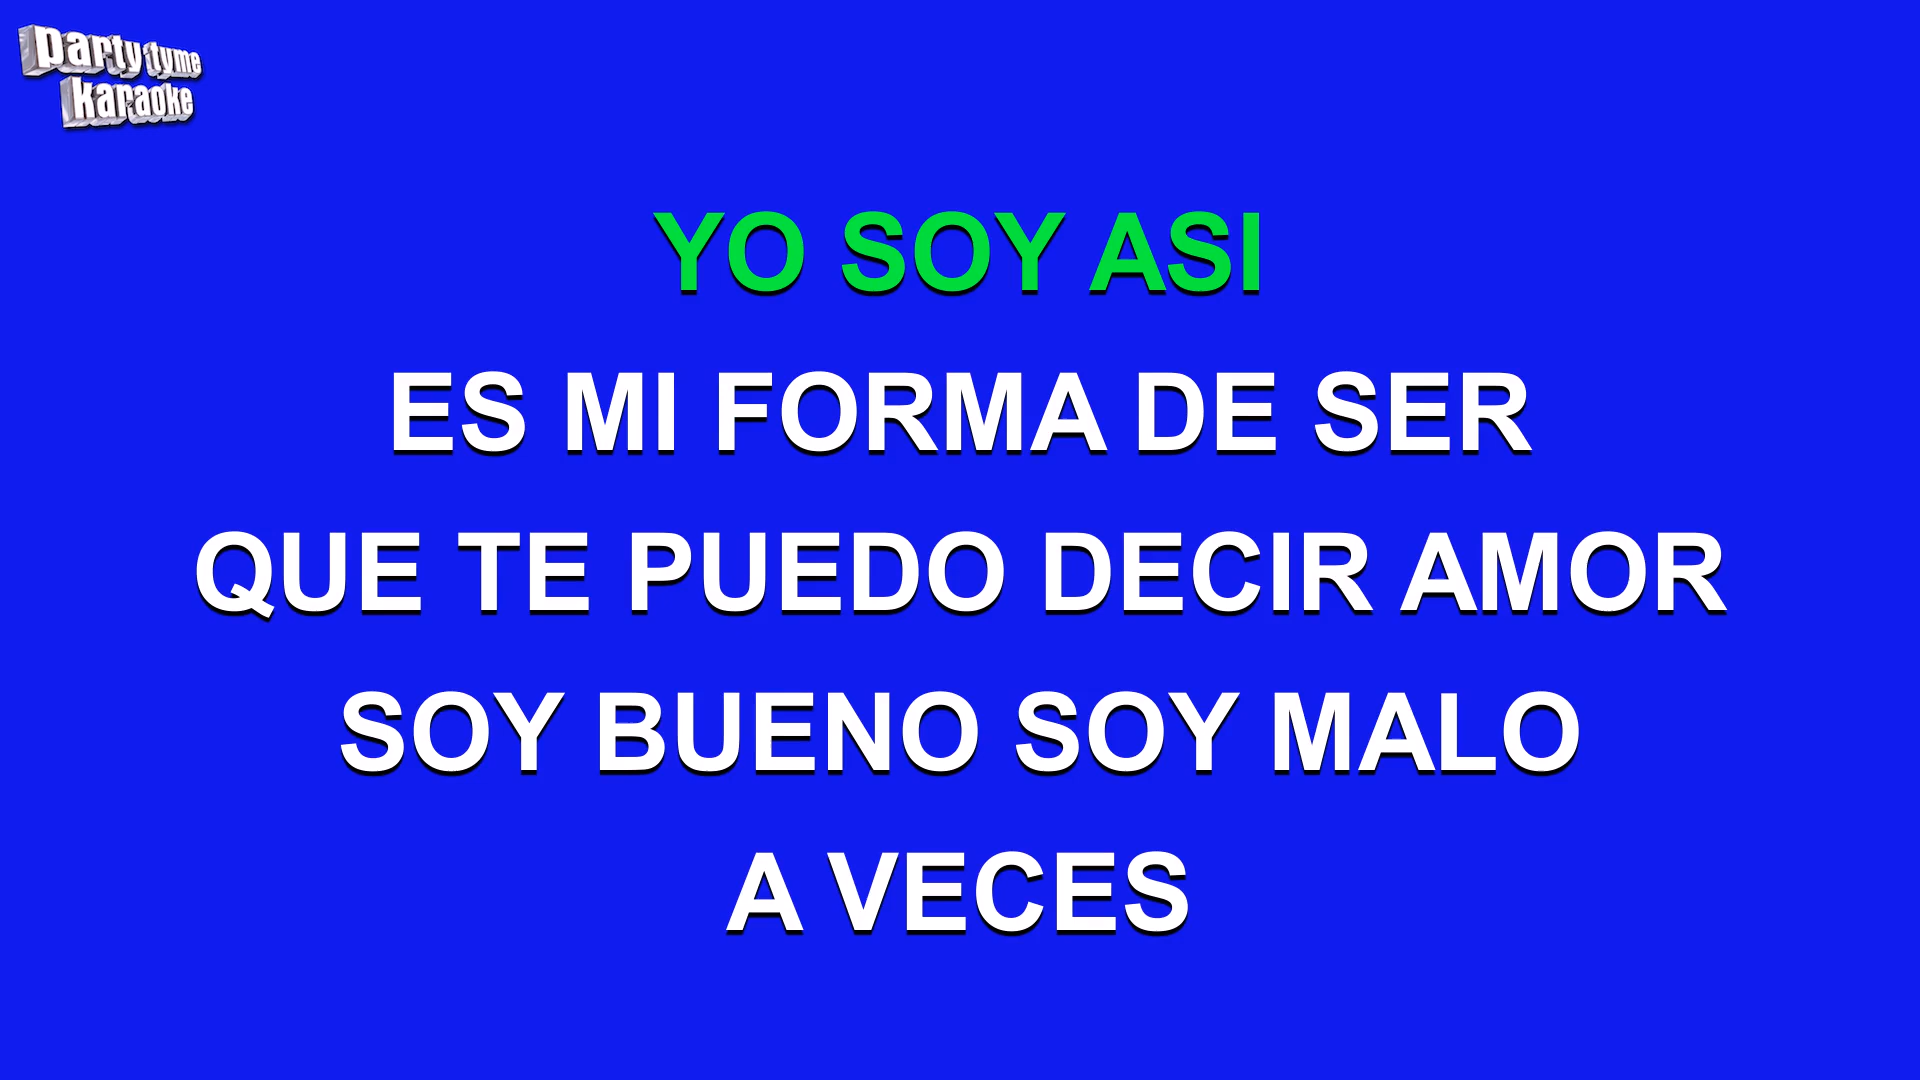 party tyme
karaoke
YO SOY ASI
ES MI FORMA DE SER
QUE TE PUEDO DECIR AMOR
SOY BUENO SOY MALO
A VECES